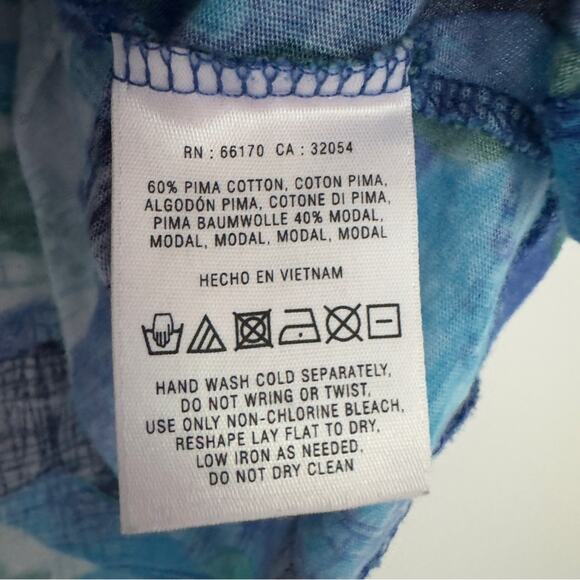 RN : 66170 CA : 32054
60% PIMA COTTON, COTON PIMA,
ALGODÓN PIMA, COTONE DI PIMA,
PIMA BAUMWOLLE 40% MODAL,
MODAL, MODAL, MODAL, MODAL
HECHO EN VIETNAM
HAND WASH COLD SEPARATELY,
DO NOT WRING OR TWIST,
USE ONLY NON-CHLORINE BLEACH,
RESHAPE LAY FLAT TO DRY,
LOW IRON AS NEEDED,
DO NOT DRY CLEAN